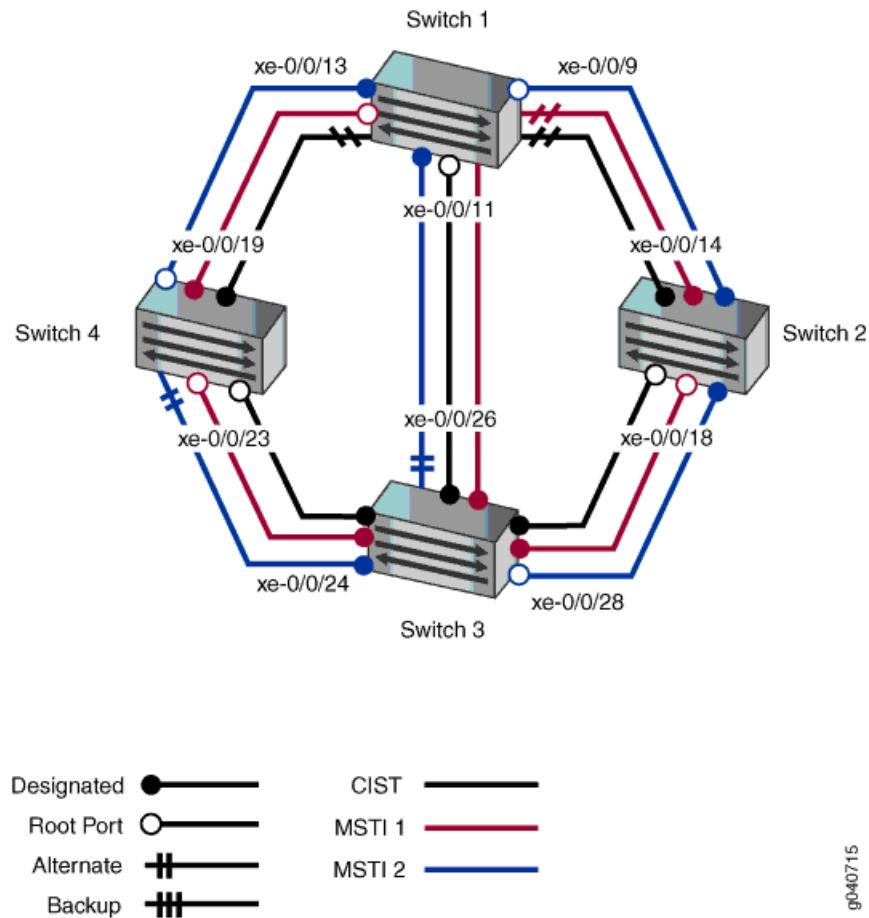 Switch 1
xe-0/0/13
xe-0/0/9
xe-0/0/11
xe-0/0/19
xe-0/0/14
Switch 4
Switch 2
xe-0/0/26
xe-0/0/23
xe-0/0/18
xe-0/0/24
xe-0/0/28
Switch 3
Designated
CIST
Root Port
MSTI 1
Alternate
MSTI 2
Backup
g040715